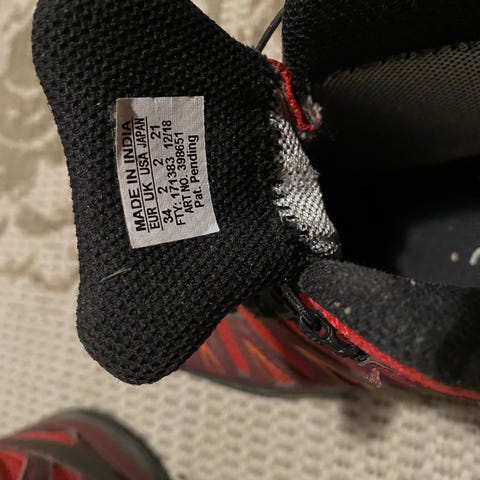 MADE IN INDIA
EUR UK USA JAPAN
34 2 2 21
FTY: 171383 12/18
ART NO. 398651
Pat. Pending